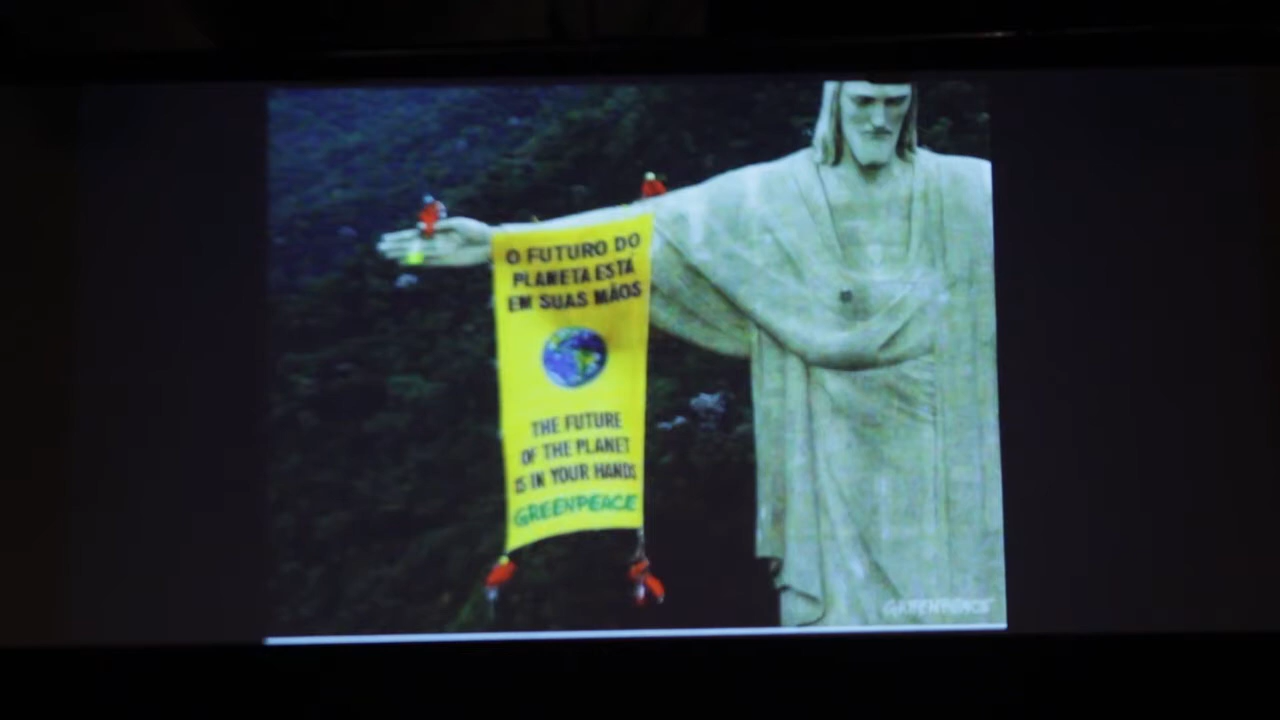 O FUTURO DO
PLANETA ESTÁ
EM SUAS MÃOS
THE FUTURE
OF THE PLANET
IS IN YOUR HANDS
GREENPEACE
GREENPEACE